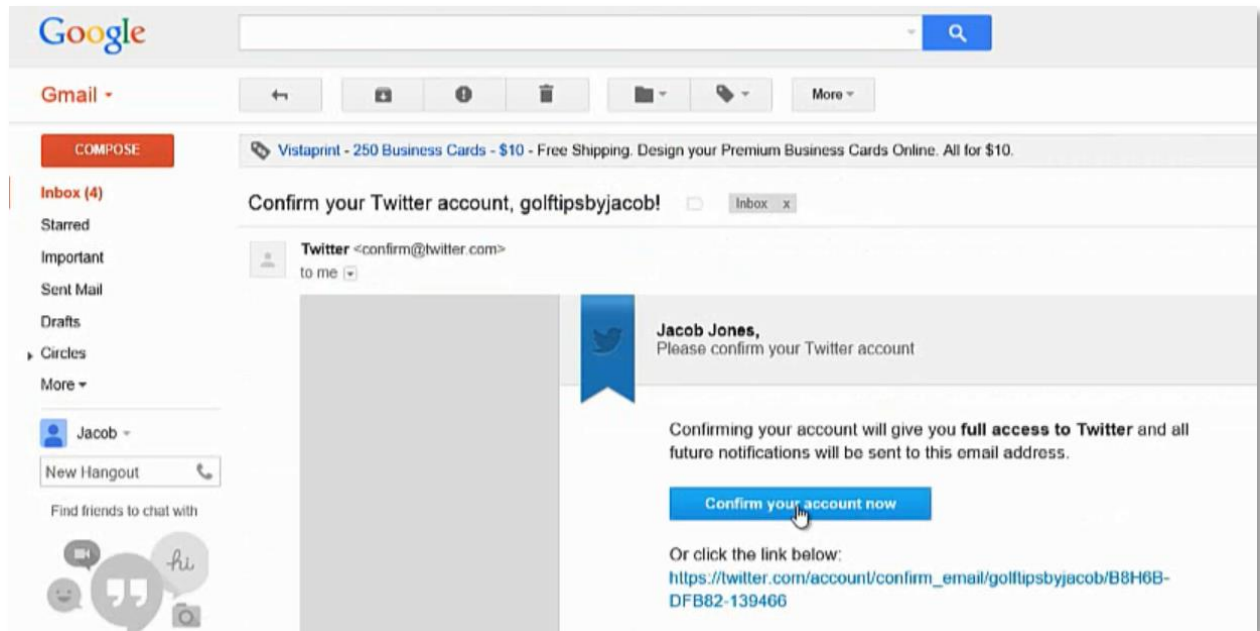 Google
Gmail
More
COMPOSE
Vistaprint - 250 Business Cards - $10 - Free Shipping. Design your Premium Business Cards Online. All for $10.
Inbox (4)
Confirm your Twitter account, golftipsbyjacob!
Inbox x
Starred
Important
Sent Mail
Drafts
Circles
More
Twitter <confirm@twitter.com>
to me
Jacob Jones,
Please confirm your Twitter account
Jacob
New Hangout
Find friends to chat with
hi
Confirming your account will give you full access to Twitter and all
future notifications will be sent to this email address.
Confirm your account now
Or click the link below:
https://twitter.com/account/confirm_email/golftipsbyjacob/B8H6B-
DFB82-139466